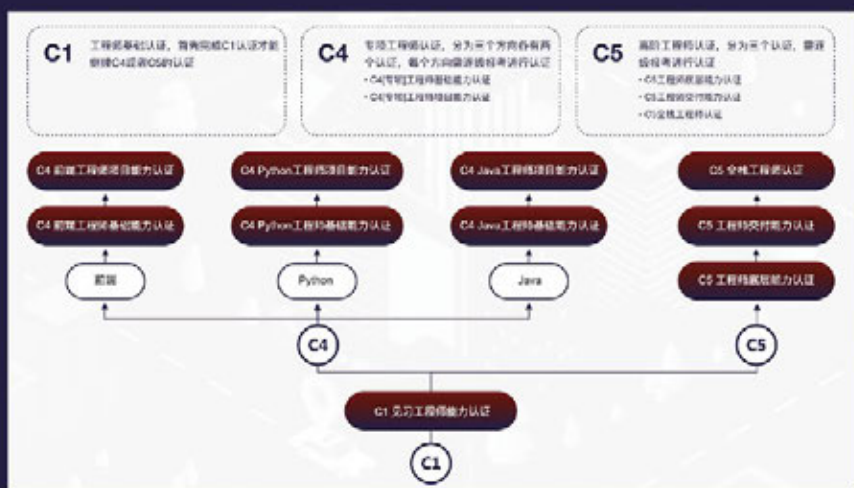 C1
工程师基础认证，首先完成C1认证才能
继续C4或者C5的认证
C4
专项工程师认证，分为三个方向各有两
个认证，每个方向需逐级报考进行认证
• C4[专项]工程师基础能力认证
• C4[专项]工程师项目能力认证
C5
高阶工程师认证，分为三个认证，需逐
级报考进行认证
• C5工程师底层能力认证
• C5工程师交付能力认证
• C5全栈工程师认证
C4 前端工程师项目能力认证
C4 Python工程师项目能力认证
C4 Java工程师项目能力认证
C5 全栈工程师认证
C4 前端工程师基础能力认证
C4 Python工程师基础能力认证
C4 Java工程师基础能力认证
C5 工程师交付能力认证
前端
Python
Java
C5 工程师底层能力认证
C4
C5
C1 见习工程师能力认证
C1